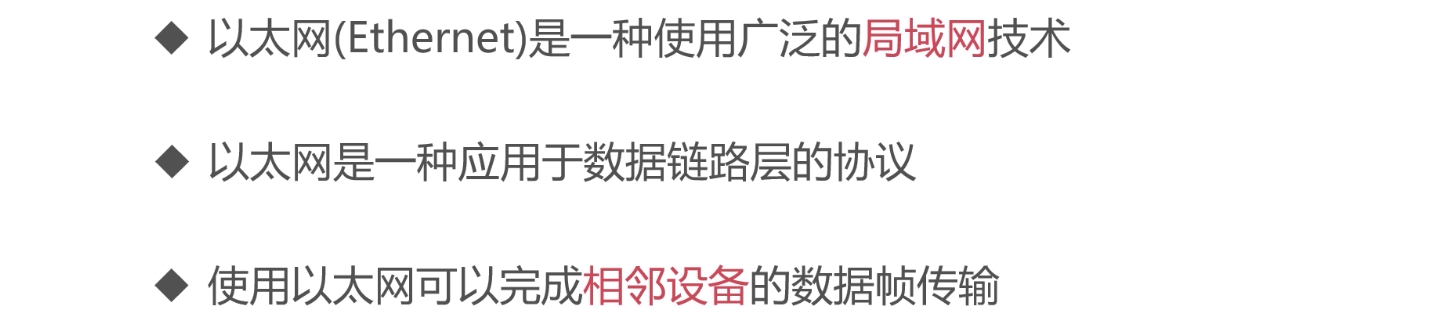 ◆ 以太网(Ethernet)是一种使用广泛的局域网技术
◆ 以太网是一种应用于数据链路层的协议
◆ 使用以太网可以完成相邻设备的数据帧传输